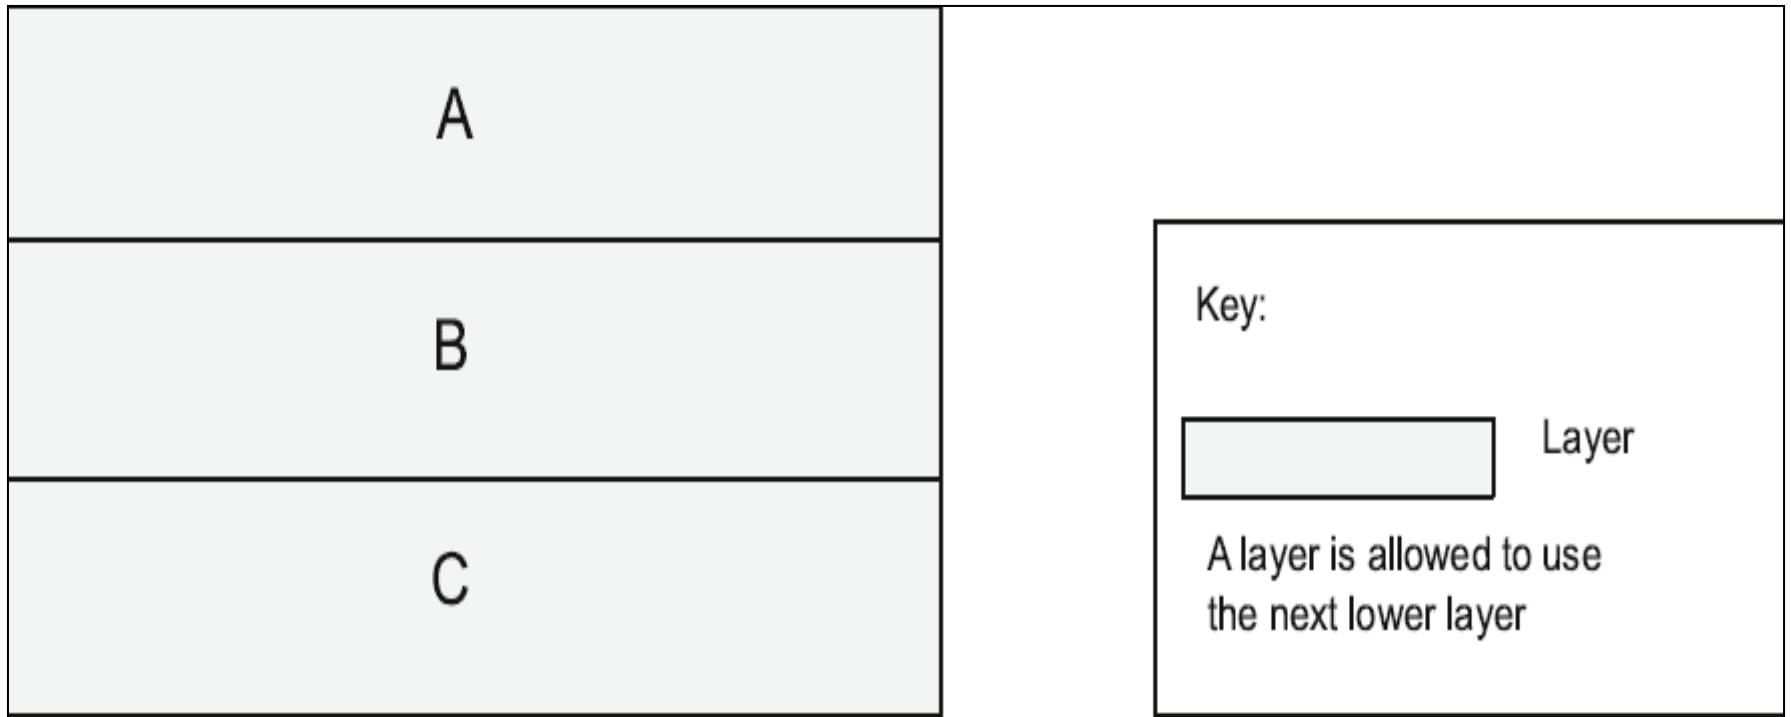 A
B
C
Key:
Layer
A layer is allowed to use
the next lower layer